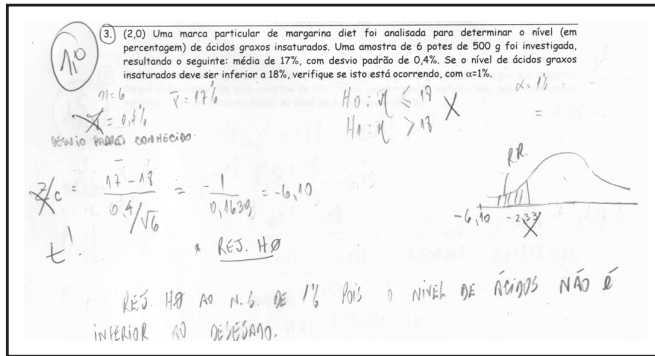 1,0
3. (2,0) Uma marca particular de margarina diet foi analisada para determinar o nível (em
percentagem) de ácidos graxos insaturados. Uma amostra de 6 potes de 500 g foi investigada,
resultando o seguinte: média de 17%, com desvio padrão de 0,4%. Se o nível de ácidos graxos
insaturados deve ser inferior a 18%, verifique se isto está ocorrendo, com α=1%.
n=6 x̄=17% H0: μ ≤ 18 X α=1%
= 0,4% H1: μ > 18 =
DESVIO PADRÃO CONHECIDO
R.R.
Zc = 17-18 / 0,4/√6 = -1 / 0,1639 = -6,10
-6,10 -2,33 X
t'
REJ. HØ
REJ. HØ AO N.S. DE 1% POIS O NIVEL DE ÁCIDOS NÃO É
INFERIOR AO DESEJADO.